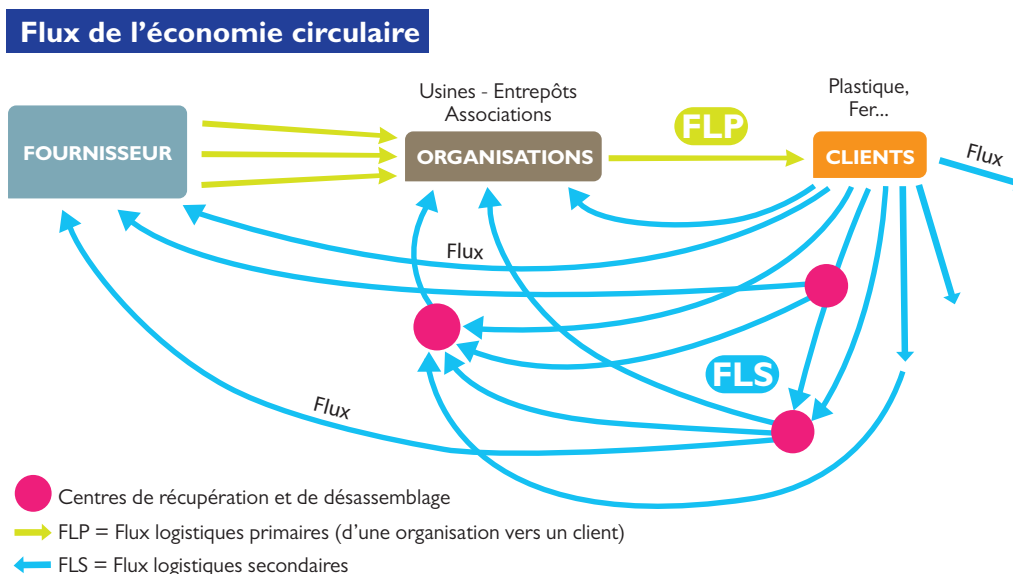 Flux de l’économie circulaire
Usines - Entrepôts
Associations
Plastique,
Fer...
FOURNISSEUR
ORGANISATIONS
FLP
CLIENTS
Flux
Flux
FLS
Flux
Centres de récupération et de désassemblage
FLP = Flux logistiques primaires (d’une organisation vers un client)
FLS = Flux logistiques secondaires